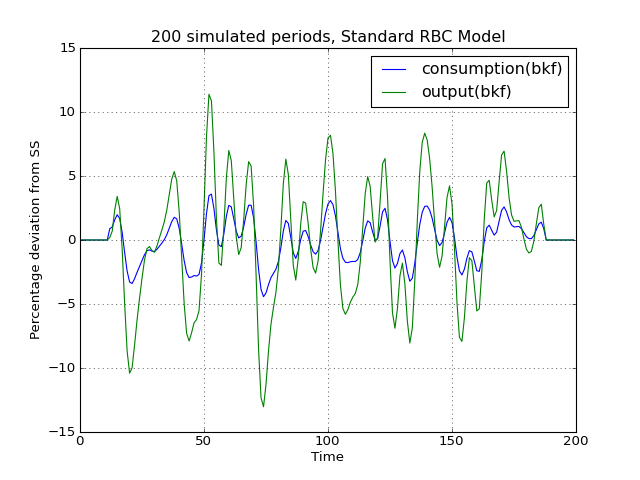 200 simulated periods, Standard RBC Model
consumption(bkf)
output(bkf)
Percentage deviation from SS
15
10
5
0
−5
−10
−15
0 50 100 150 200
Time